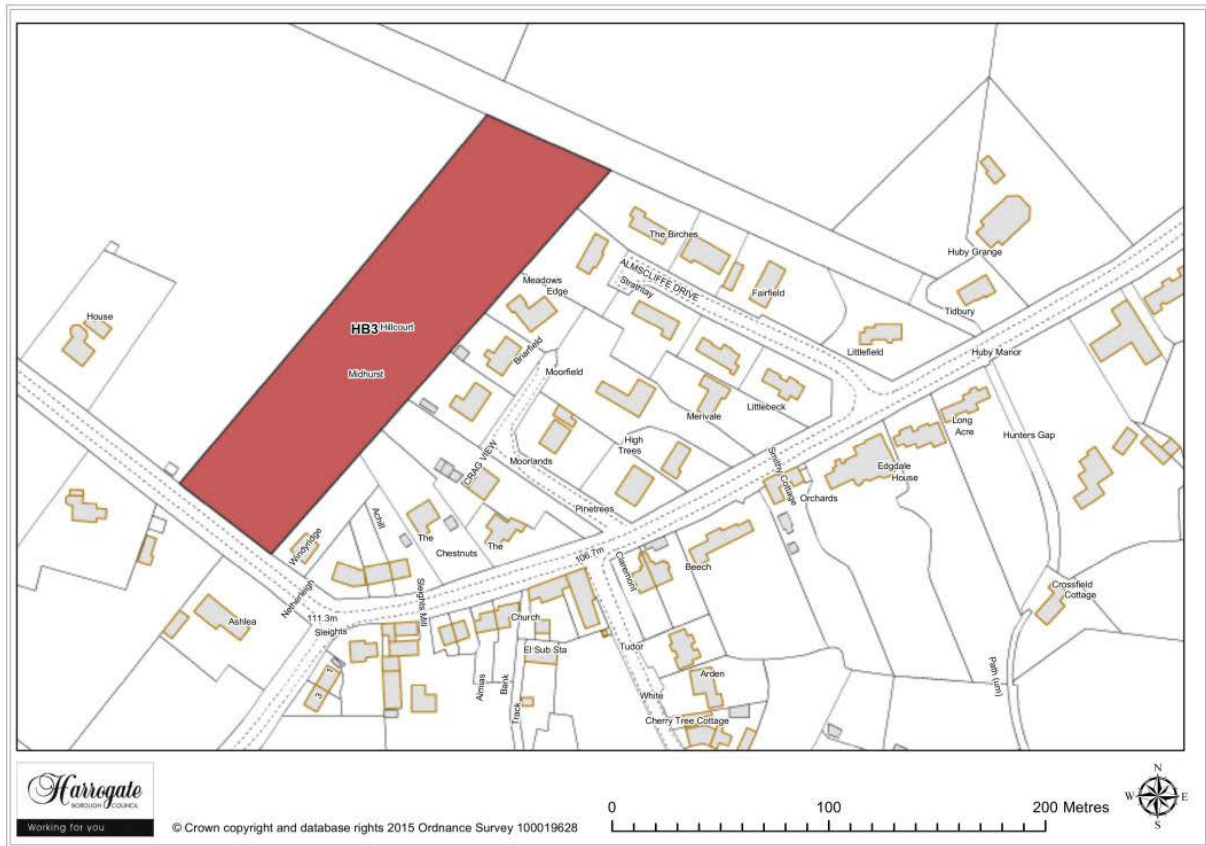 The Birches
ALMSCLIFFE DRIVE
Strathlay
Meadows
Edge
Fairfield
Huby Grange
Tidbury
House
HB3 Hillcourt
Midhurst
Briarfield
Moorfield
Littlefield
Huby Manor
Merivale
Littlebeck
Long
Acre
Hunters Gap
High
Trees
CRAG VIEW
Moorlands
Smithy Cottage
Edgdale
House
Orchards
Pinetrees
Achill
The
Chestnuts
The
Windyridge
106.7m
Claremont
Beech
Crossfield
Cottage
Netherleigh
Sleights Mill
111.3m
Sleights
Ashlea
Church
El Sub Sta
Tudor
1
3
Almias
Bank
Track
Arden
White
Path (um)
Cherry Tree Cottage
Harrogate
BOROUGH COUNCIL
Working for you
© Crown copyright and database rights 2015 Ordnance Survey 100019628
0 100 200 Metres
N
W E
S